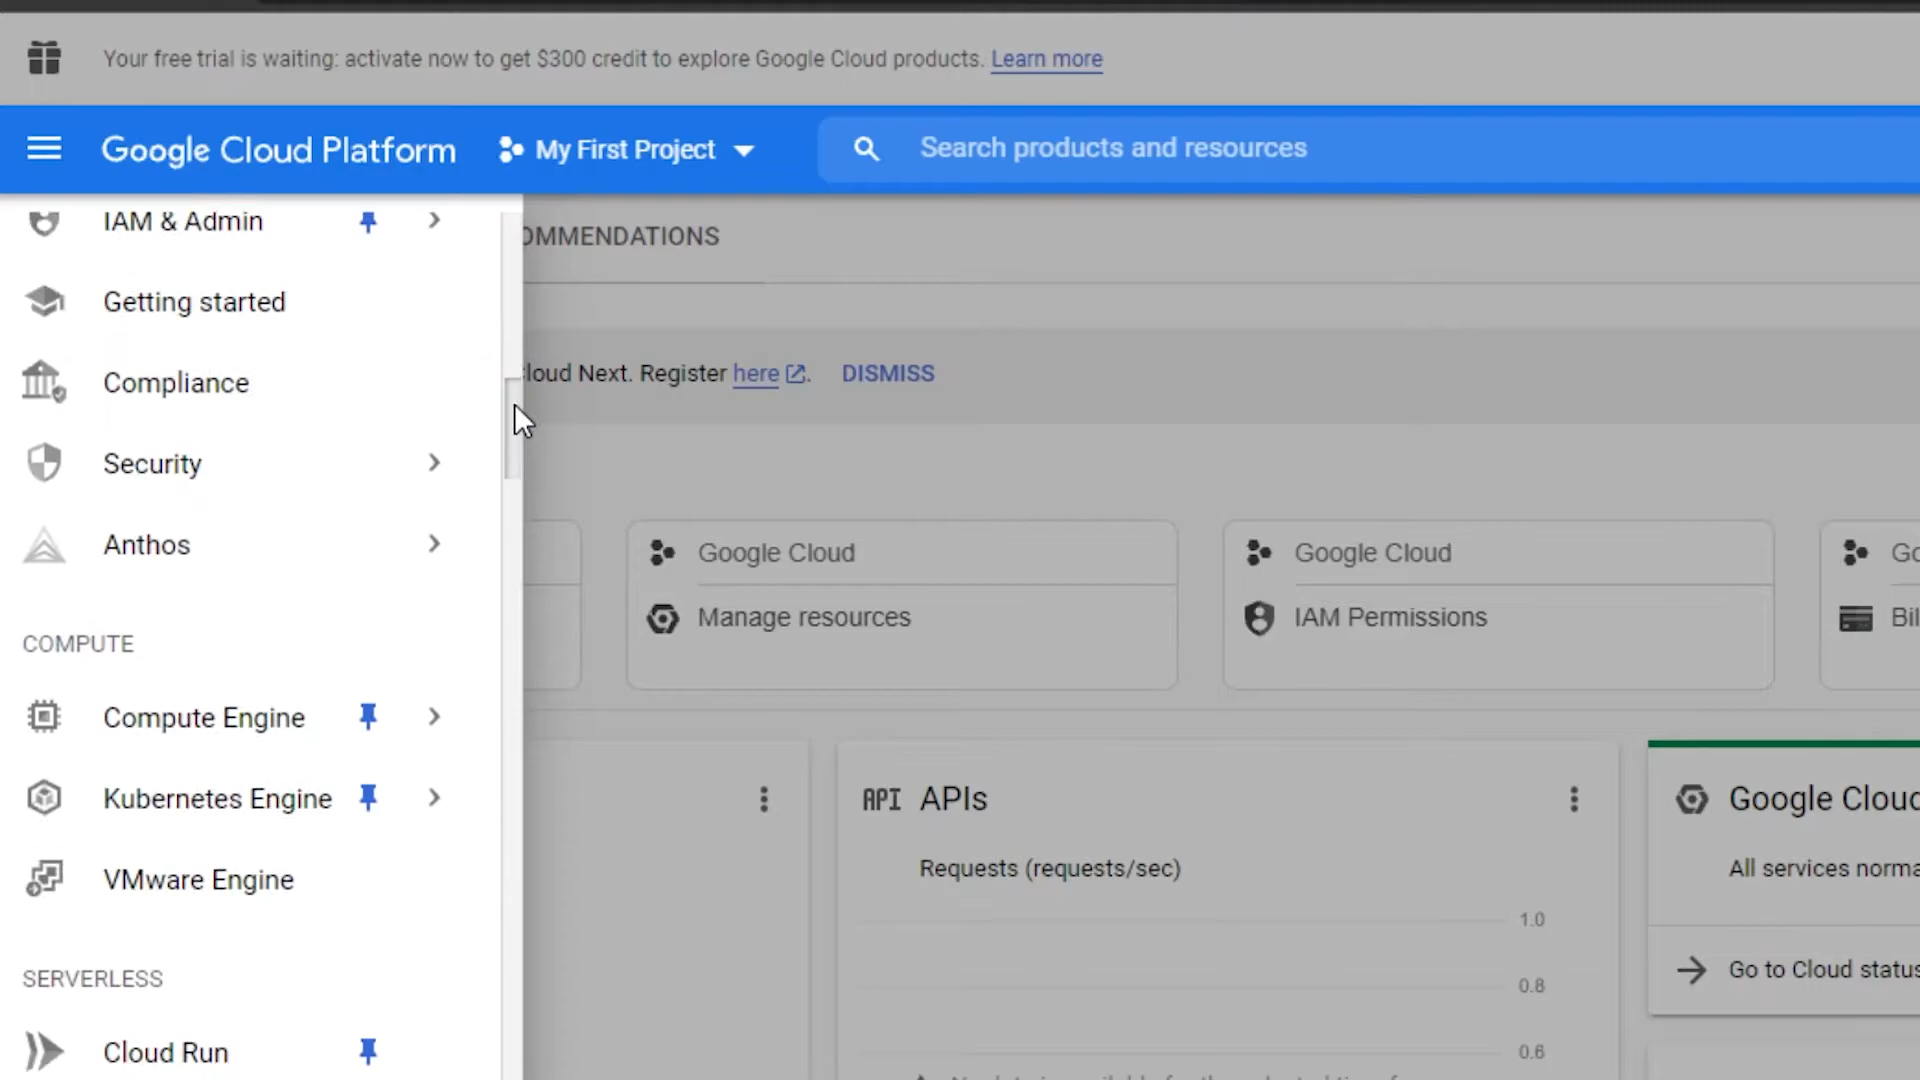 Your free trial is waiting: activate now to get $300 credit to explore Google Cloud products. Learn more
Google Cloud Platform
My First Project
Search products and resources
IAM & Admin
Getting started
Compliance
Security
Anthos
COMPUTE
Compute Engine
Kubernetes Engine
VMware Engine
SERVERLESS
Cloud Run
OMMENDATIONS
loud Next. Register here. DISMISS
Google Cloud
Manage resources
Google Cloud
IAM Permissions
Go
Bil
API APIs
Requests (requests/sec)
1.0
0.8
0.6
Google Cloud
All services norma
Go to Cloud status